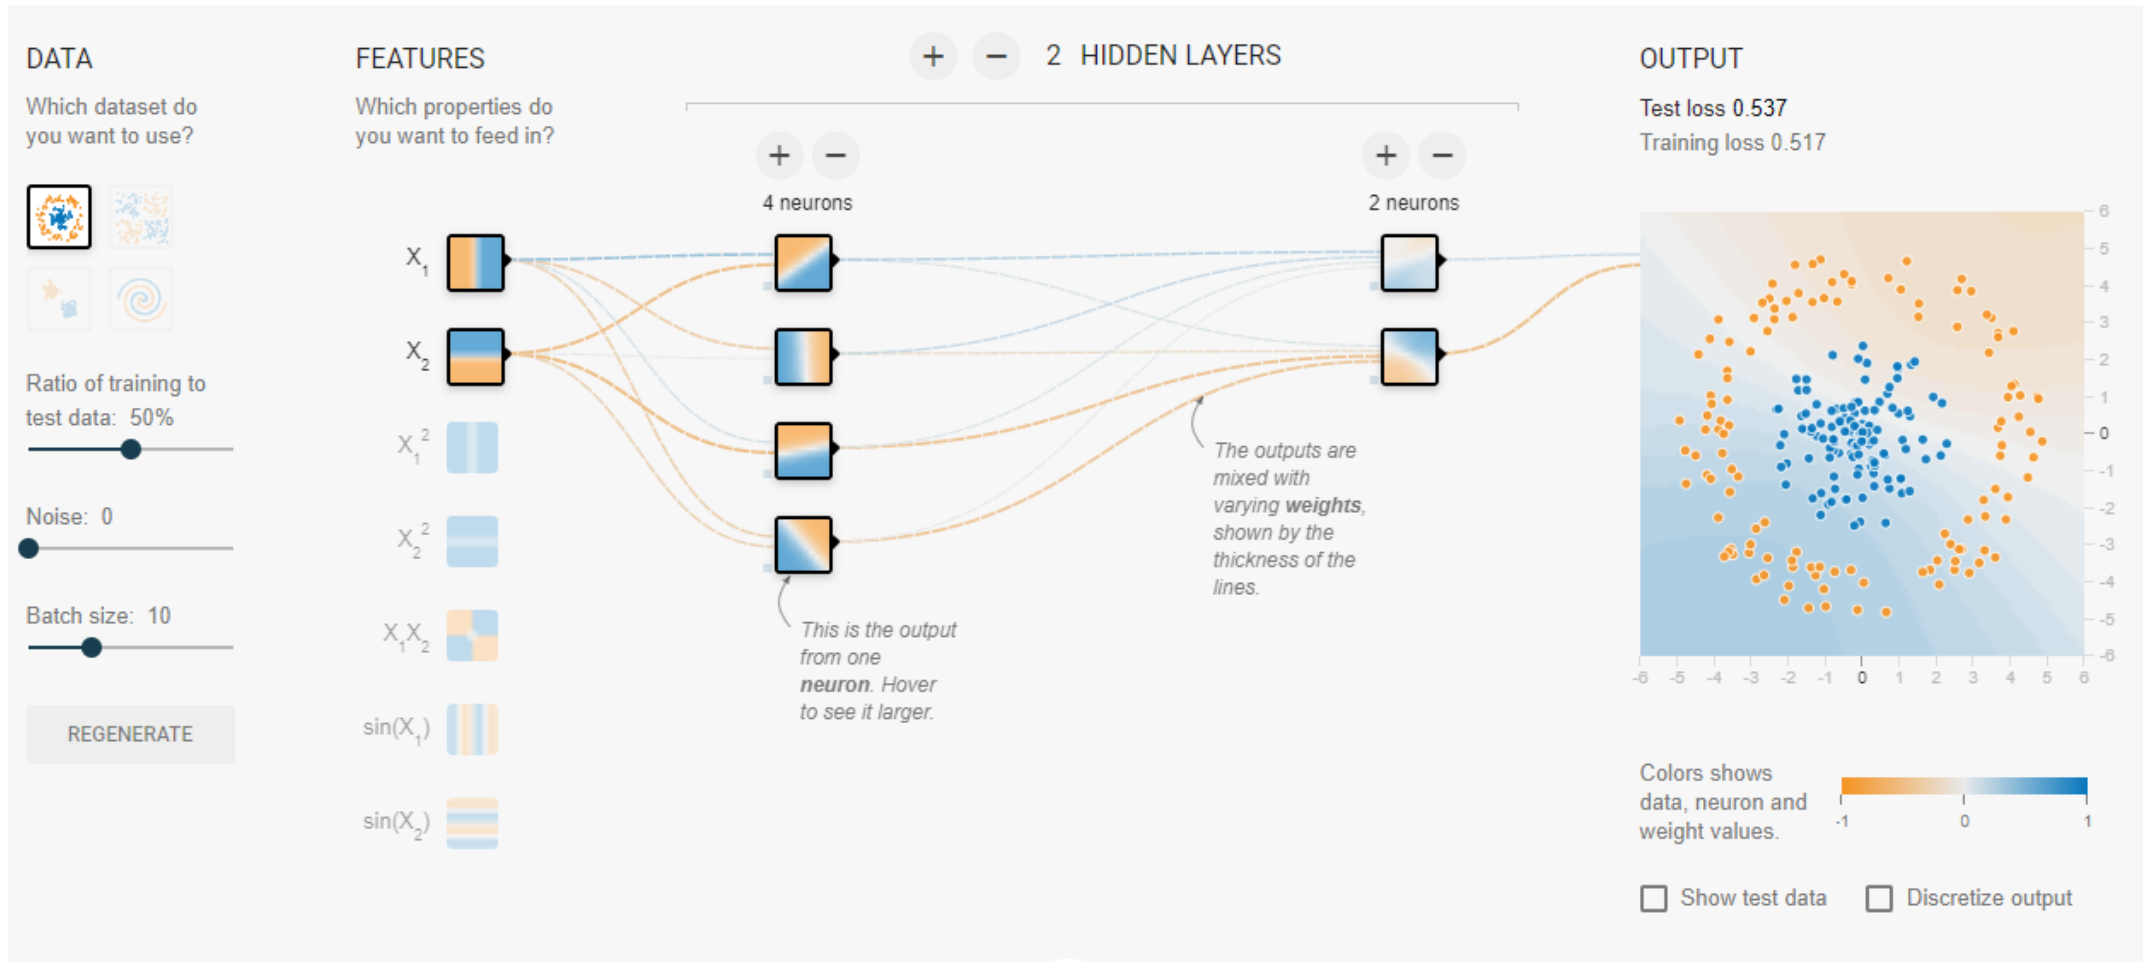 DATA
Which dataset do
you want to use?
Ratio of training to
test data: 50%
Noise: 0
Batch size: 10
REGENERATE
FEATURES
Which properties do
you want to feed in?
X1
X2
X1²
X2²
X1X2
sin(X1)
sin(X2)
+ − 2 HIDDEN LAYERS
+ −
4 neurons
+ −
2 neurons
This is the output
from one
neuron. Hover
to see it larger.
The outputs are
mixed with
varying weights,
shown by the
thickness of the
lines.
OUTPUT
Test loss 0.537
Training loss 0.517
6
5
4
3
2
1
0
-1
-2
-3
-4
-5
-6
-6 -5 -4 -3 -2 -1 0 1 2 3 4 5 6
Colors shows
data, neuron and
weight values.
-1 0 1
Show test data
Discretize output